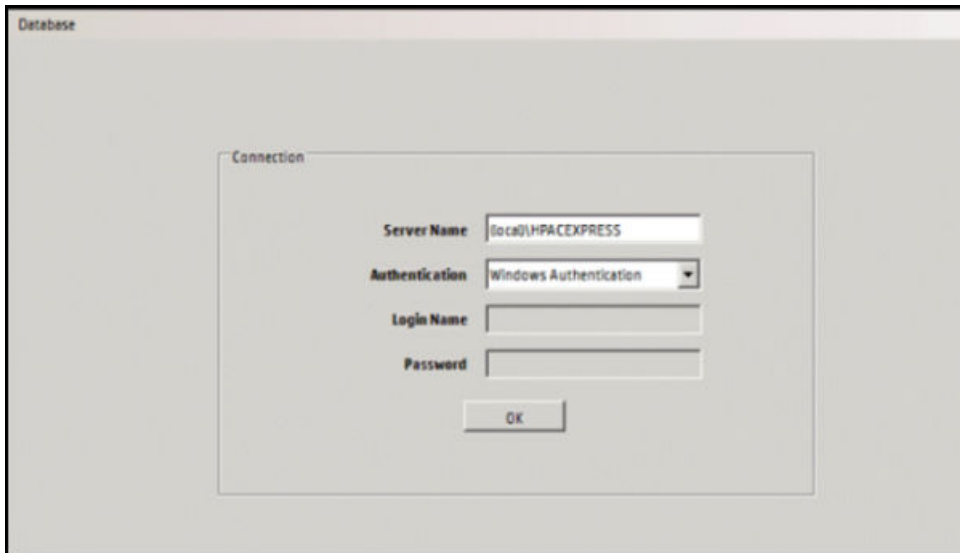 Database
Connection
Server Name (local)\HPACEXPRESS
Authentication Windows Authentication
Login Name
Password
OK